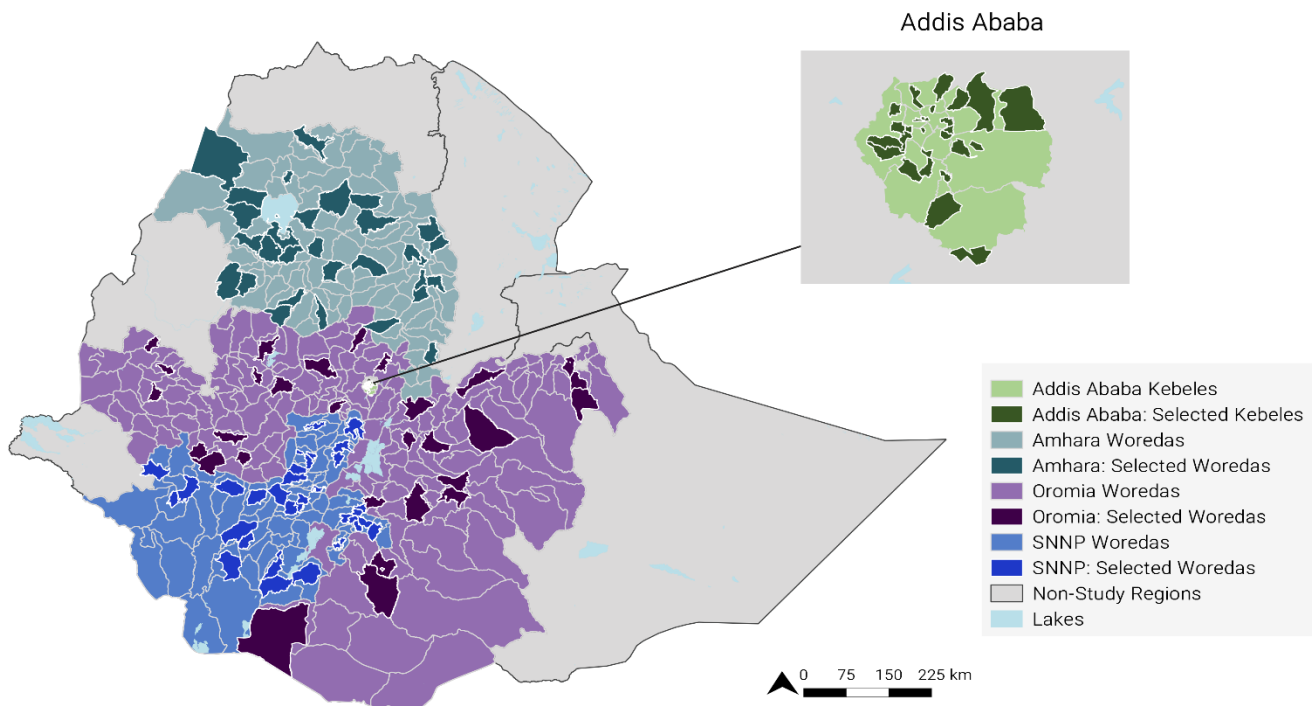 Addis Ababa
Addis Ababa Kebeles
Addis Ababa: Selected Kebeles
Amhara Woredas
Amhara: Selected Woredas
Oromia Woredas
Oromia: Selected Woredas
SNNP Woredas
SNNP: Selected Woredas
Non-Study Regions
Lakes
0 75 150 225 km